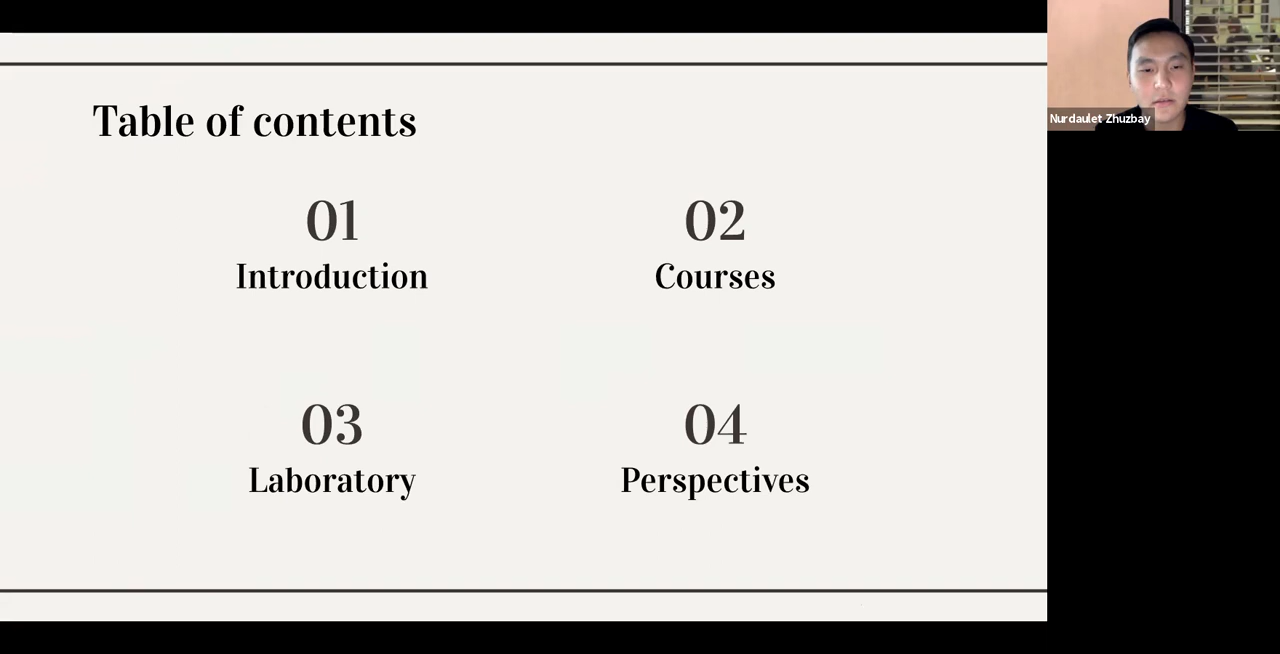 Table of contents
01
Introduction
02
Courses
03
Laboratory
04
Perspectives
Nurdaulet Zhuzbay